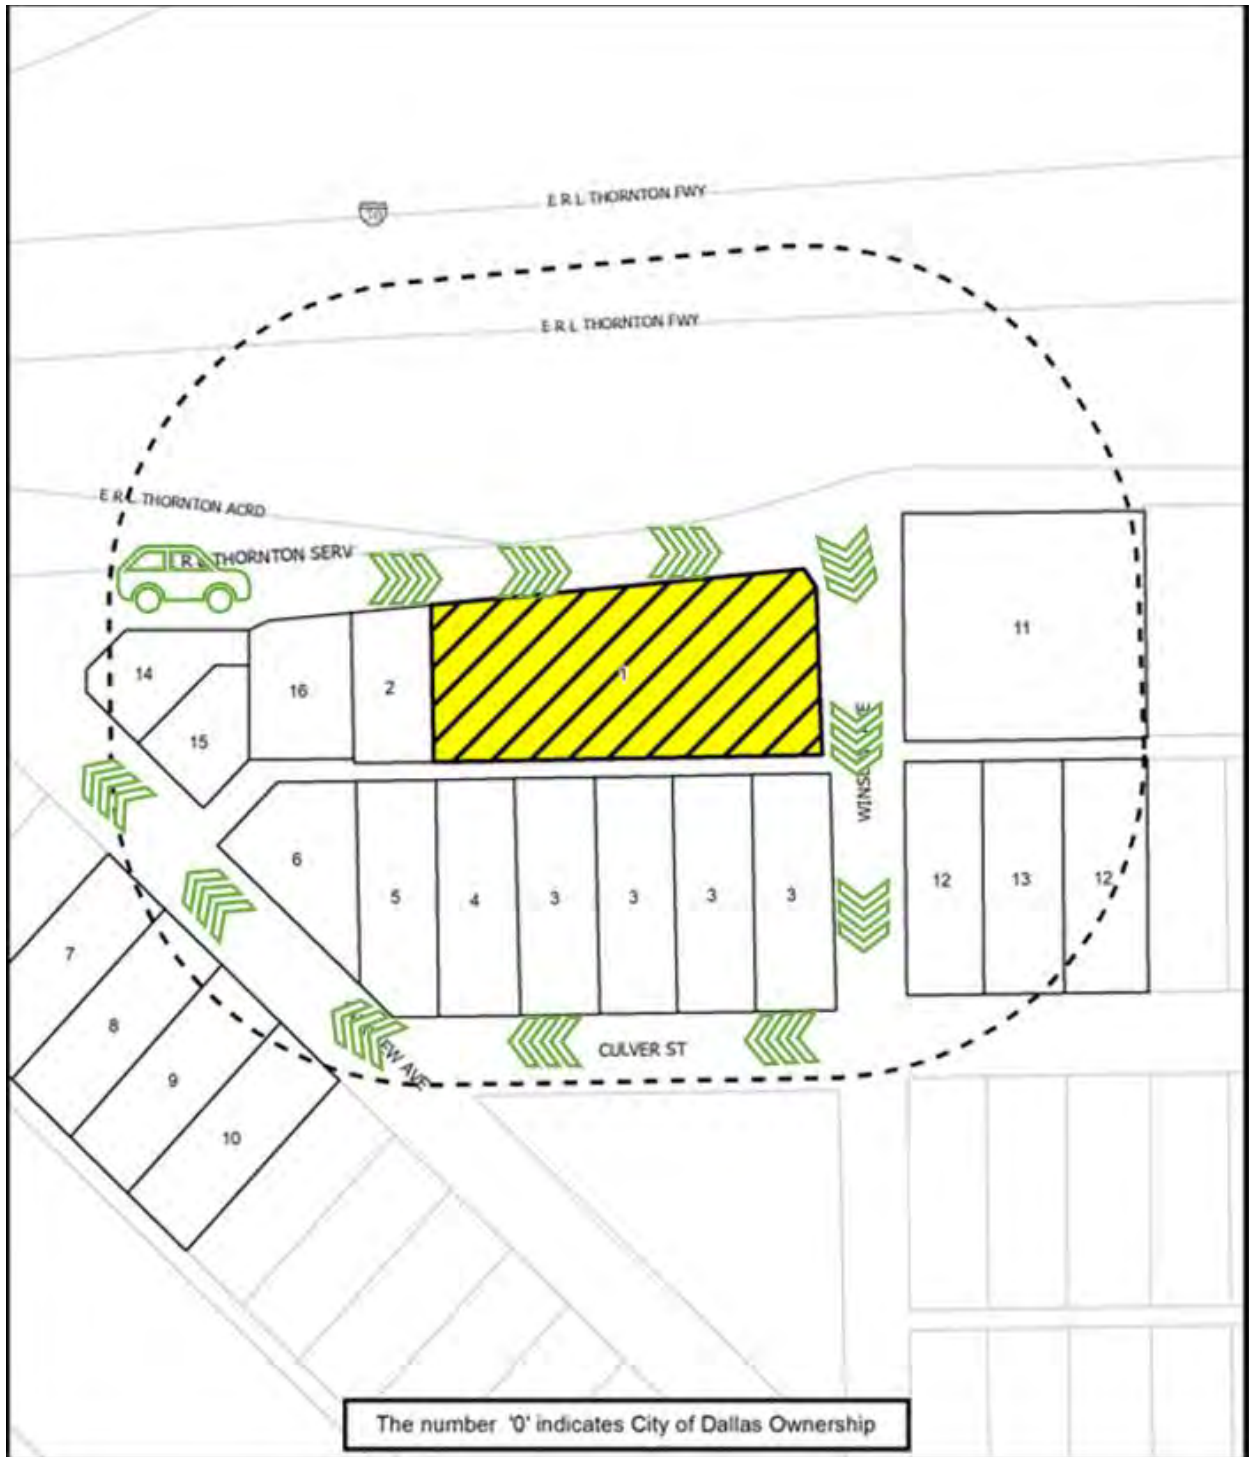 E R L THORNTON FWY
E R L THORNTON FWY
E R L THORNTON ACRD
THORNTON SERV
1
11
14
16
2
15
6
5
4
3
3
3
3
12
13
12
7
8
9
10
CULVER ST
AVE
The number '0' indicates City of Dallas Ownership